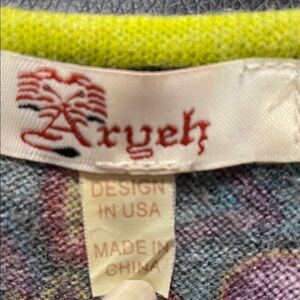 Aryeh
DESIGN
IN USA
MADE IN
CHINA